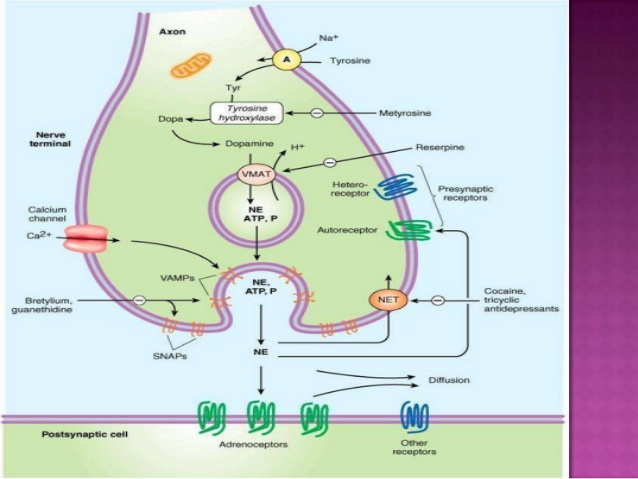 Axon
Na+
A
Tyrosine
Tyr
Tyrosine
hydroxylase
Metyrosine
Dopa
Nerve
terminal
Dopamine
H+
Reserpine
VMAT
Hetero-
receptor
Presynaptic
receptors
NE
ATP, P
Calcium
channel
Ca2+
Autoreceptor
VAMPs
NE,
ATP, P
Bretylium,
guanethidine
NET
Cocaine,
tricyclic
antidepressants
SNAPs
NE
Diffusion
Postsynaptic cell
Adrenoceptors
Other
receptors